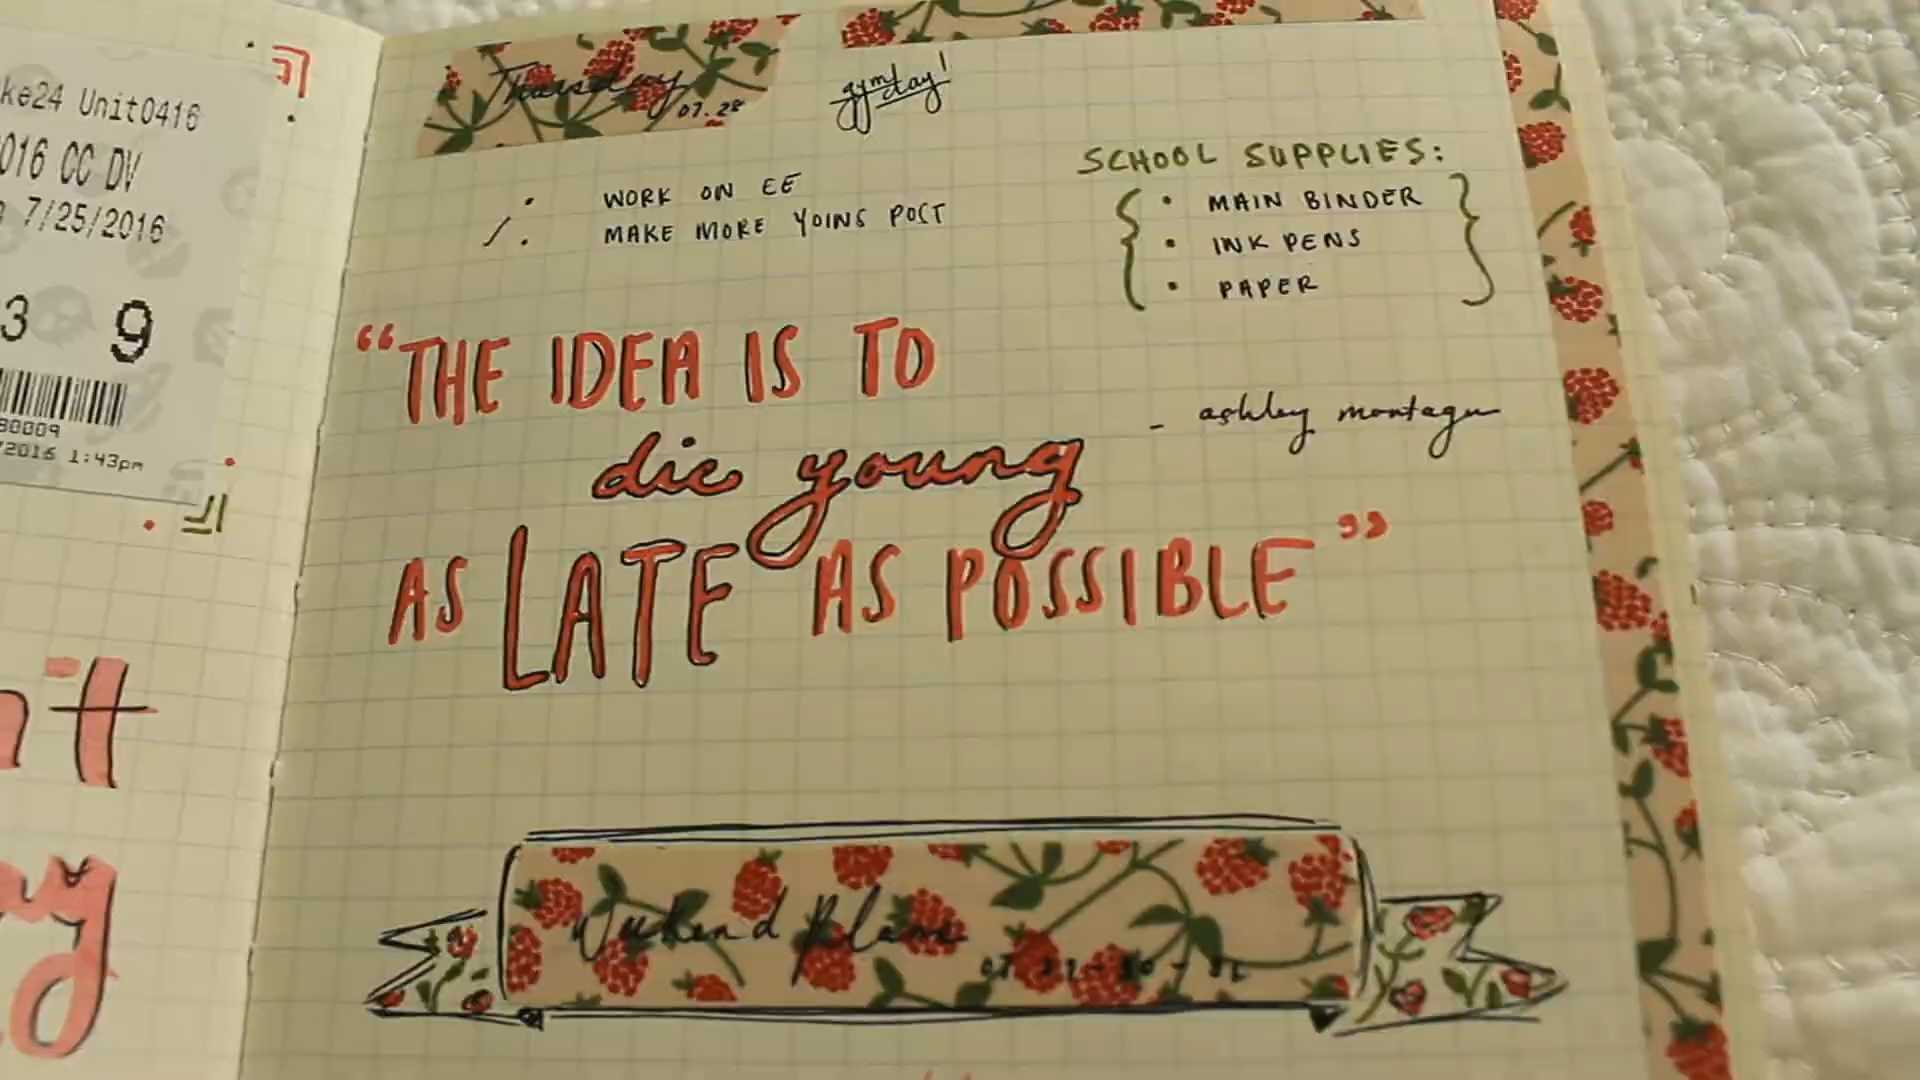 ke24 Unit0416
016 CC DV
7/25/2016
3 9
80009
2016 1:43pm
Thursday
07.28
gym day!
WORK ON EE
MAKE MORE YOINS POST
SCHOOL SUPPLIES:
• MAIN BINDER
• INK PENS
• PAPER
“THE IDEA IS TO
die young
AS LATE AS POSSIBLE”
- ashley montagu
Weekend Plans